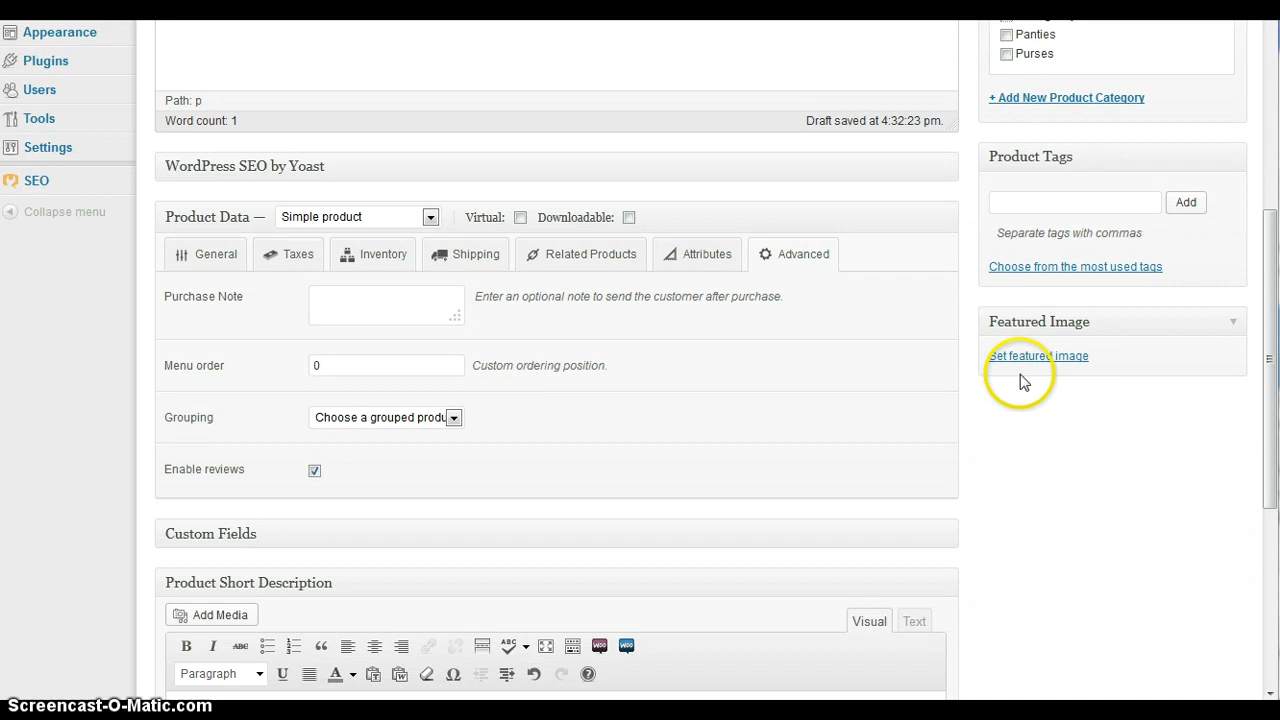 Appearance
Plugins
Users
Tools
Settings
SEO
Collapse menu
Path: p
Word count: 1
Draft saved at 4:32:23 pm.
WordPress SEO by Yoast
Product Data — Simple product Virtual: Downloadable:
General Taxes Inventory Shipping Related Products Attributes Advanced
Purchase Note
Enter an optional note to send the customer after purchase.
Menu order 0 Custom ordering position.
Grouping Choose a grouped produ
Enable reviews
Custom Fields
Product Short Description
Add Media
Visual Text
B I ABC ABC
Paragraph U A Ω
Panties
Purses
+ Add New Product Category
Product Tags
Add
Separate tags with commas
Choose from the most used tags
Featured Image
Set featured image
Screencast-O-Matic.com